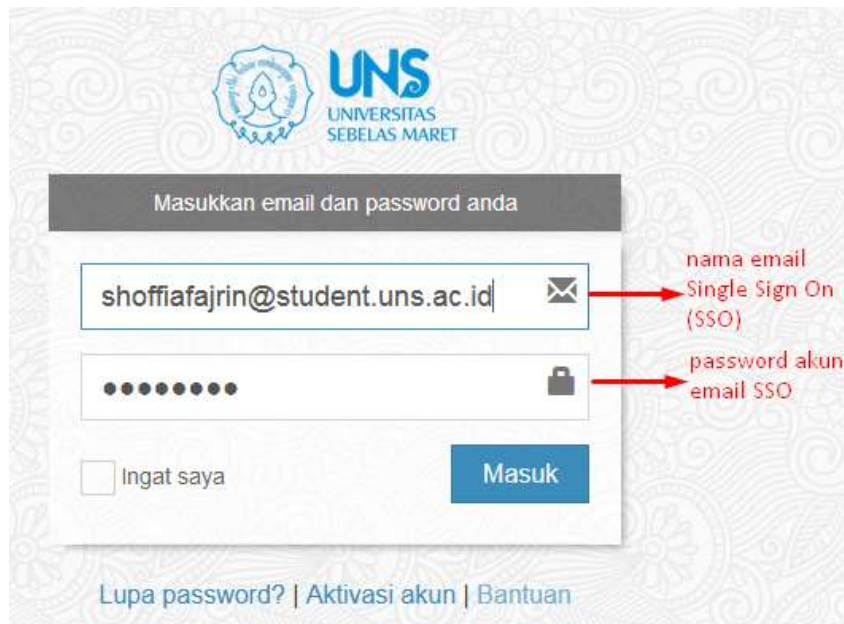 UNS
UNIVERSITAS
SEBELAS MARET
Masukkan email dan password anda
shoffiafajrin@student.uns.ac.id
nama email
Single Sign On
(SSO)
••••••••
password akun
email SSO
Ingat saya
Masuk
Lupa password? | Aktivasi akun | Bantuan